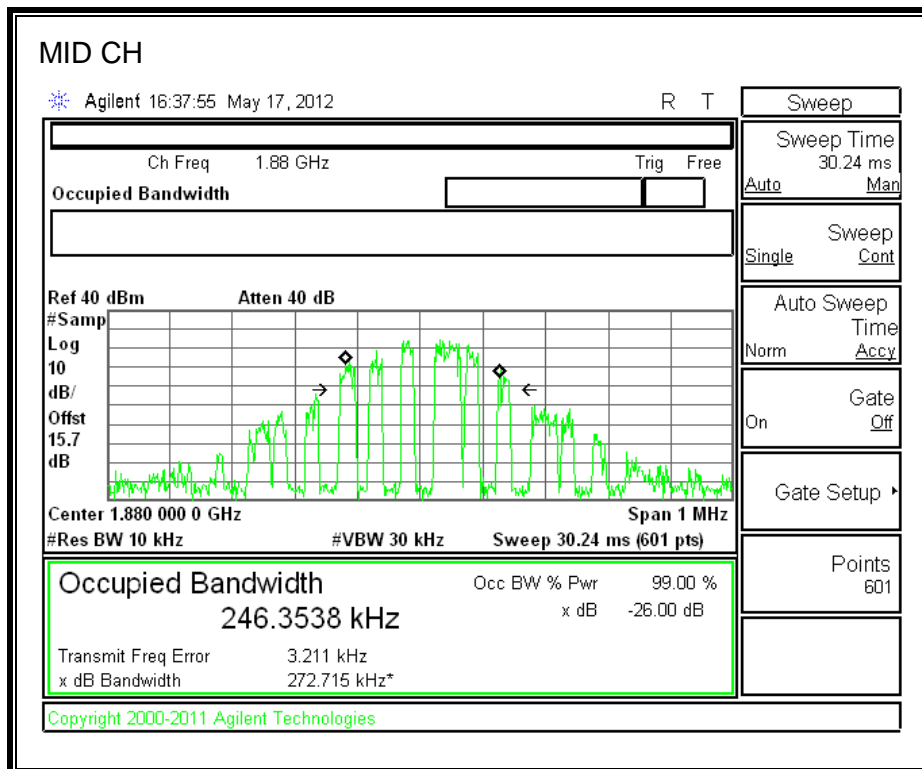 MID CH
Agilent 16:37:55 May 17, 2012 R T
Ch Freq 1.88 GHz Trig Free
Occupied Bandwidth
Ref 40 dBm Atten 40 dB
#Samp
Log
10
dB/
Offst
15.7
dB
Center 1.880 000 0 GHz Span 1 MHz
#Res BW 10 kHz #VBW 30 kHz Sweep 30.24 ms (601 pts)
Occupied Bandwidth Occ BW % Pwr 99.00 %
246.3538 kHz x dB -26.00 dB
Transmit Freq Error 3.211 kHz
x dB Bandwidth 272.715 kHz*
Copyright 2000-2011 Agilent Technologies
Sweep
Sweep Time
30.24 ms
Auto Man
Sweep
Single Cont
Auto Sweep
Time
Norm Accy
Gate
On Off
Gate Setup
Points
601